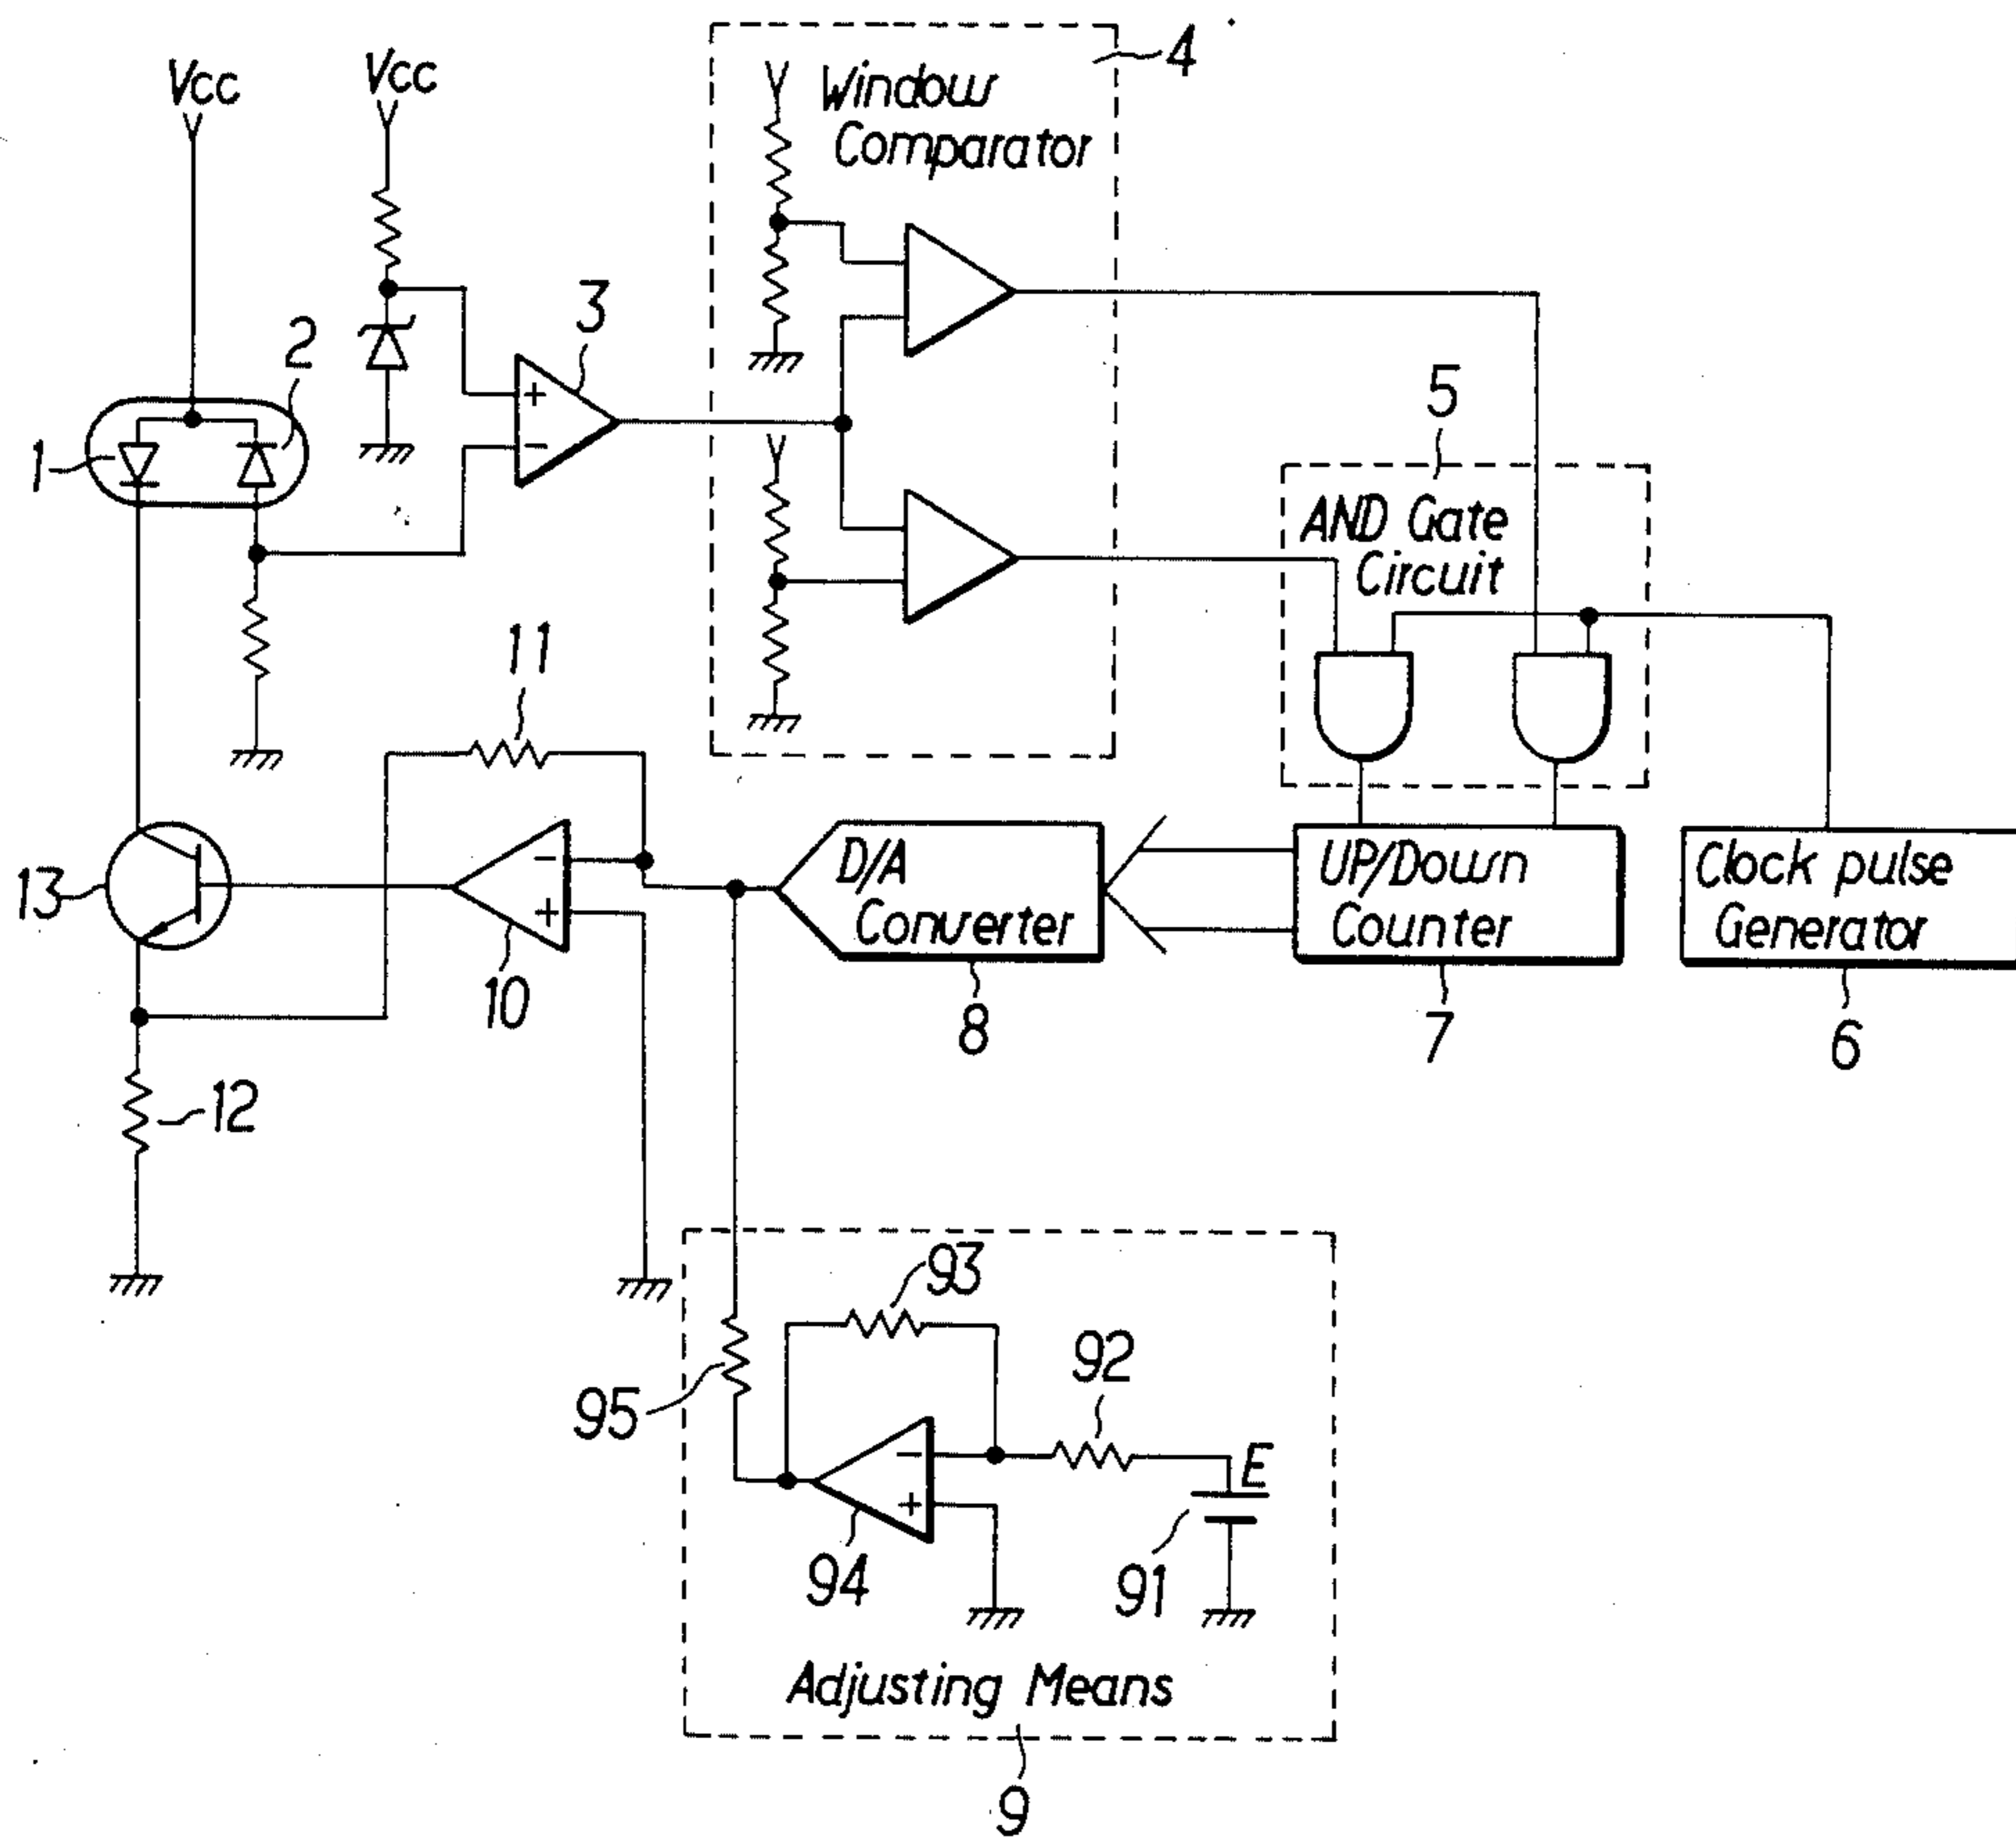 Vcc
Vcc
4
Window
Comparator
3
2
1
+
-
5
AND Gate
Circuit
11
13
-
+
10
D/A
Converter
8
UP/Down
Counter
7
Clock pulse
Generator
6
12
93
92
95
-
+
E
94
91
Adjusting Means
9